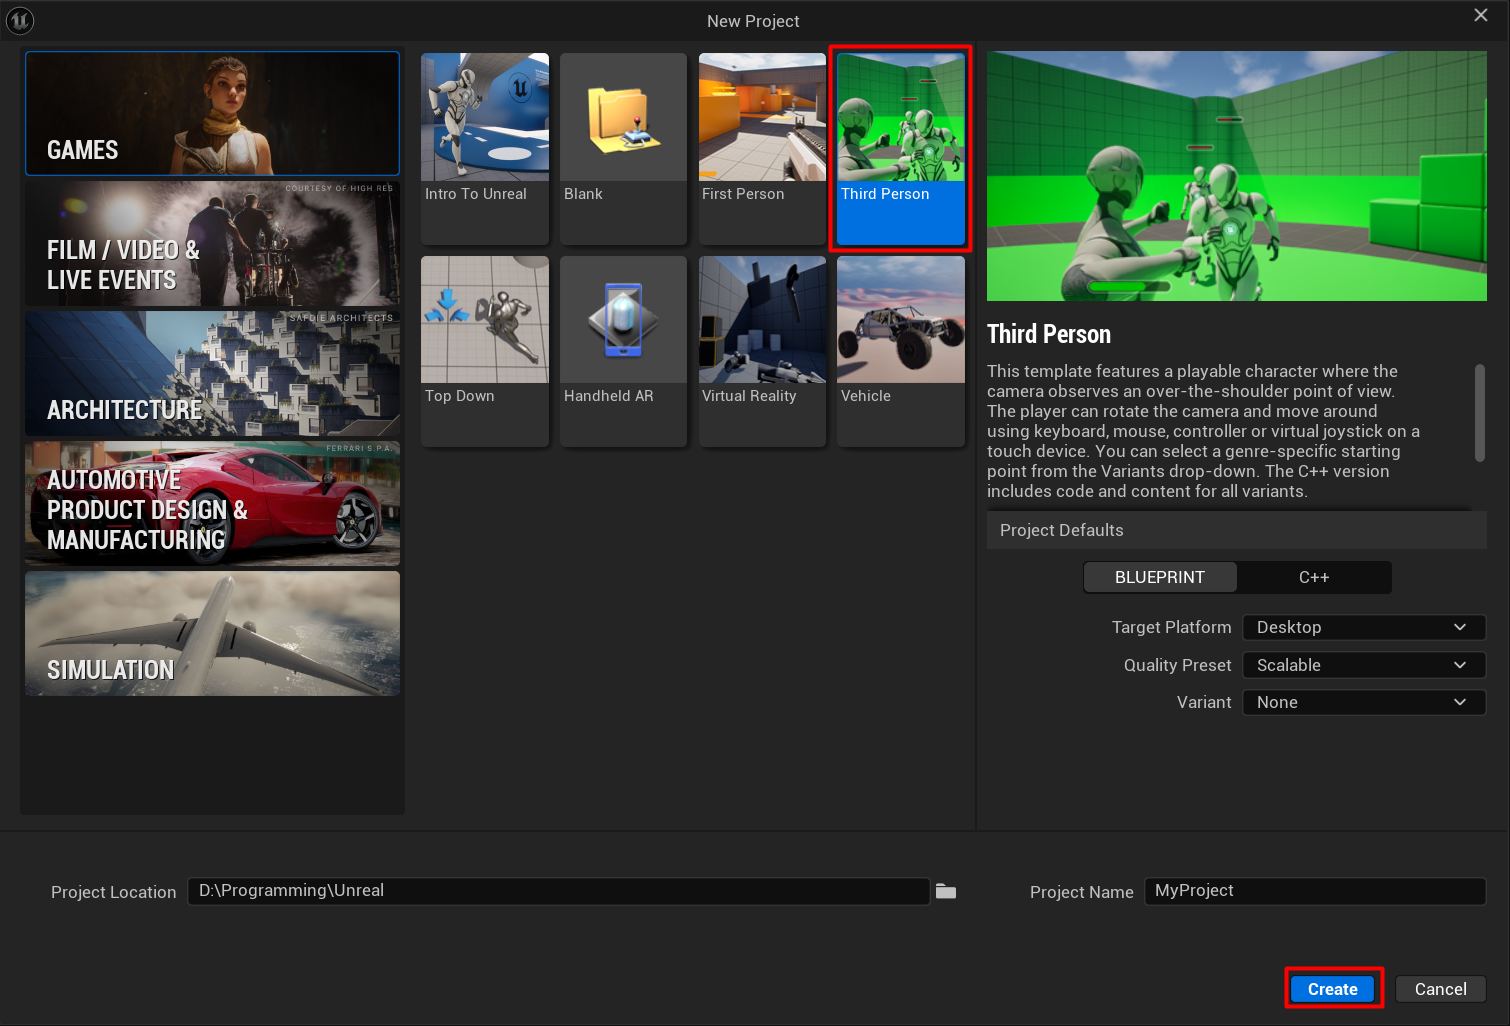 New Project
GAMES
COURTESY OF HIGH RES
FILM / VIDEO &
LIVE EVENTS
SAFDIE ARCHITECTS
ARCHITECTURE
FERRARI S.P.A.
AUTOMOTIVE
PRODUCT DESIGN &
MANUFACTURING
SIMULATION
Intro To Unreal
Blank
First Person
Third Person
Top Down
Handheld AR
Virtual Reality
Vehicle
Third Person
This template features a playable character where the
camera observes an over-the-shoulder point of view.
The player can rotate the camera and move around
using keyboard, mouse, controller or virtual joystick on a
touch device. You can select a genre-specific starting
point from the Variants drop-down. The C++ version
includes code and content for all variants.
Project Defaults
BLUEPRINT
C++
Target Platform
Desktop
Quality Preset
Scalable
Variant
None
Project Location
D:\Programming\Unreal
Project Name
MyProject
Create
Cancel